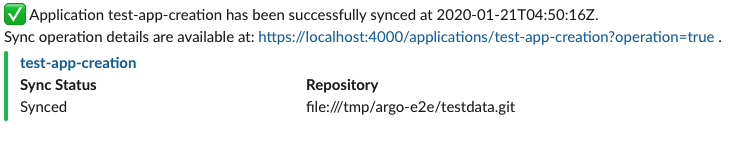 ✅ Application test-app-creation has been successfully synced at 2020-01-21T04:50:16Z.
Sync operation details are available at: https://localhost:4000/applications/test-app-creation?operation=true .
test-app-creation
Sync Status Repository
Synced file:///tmp/argo-e2e/testdata.git